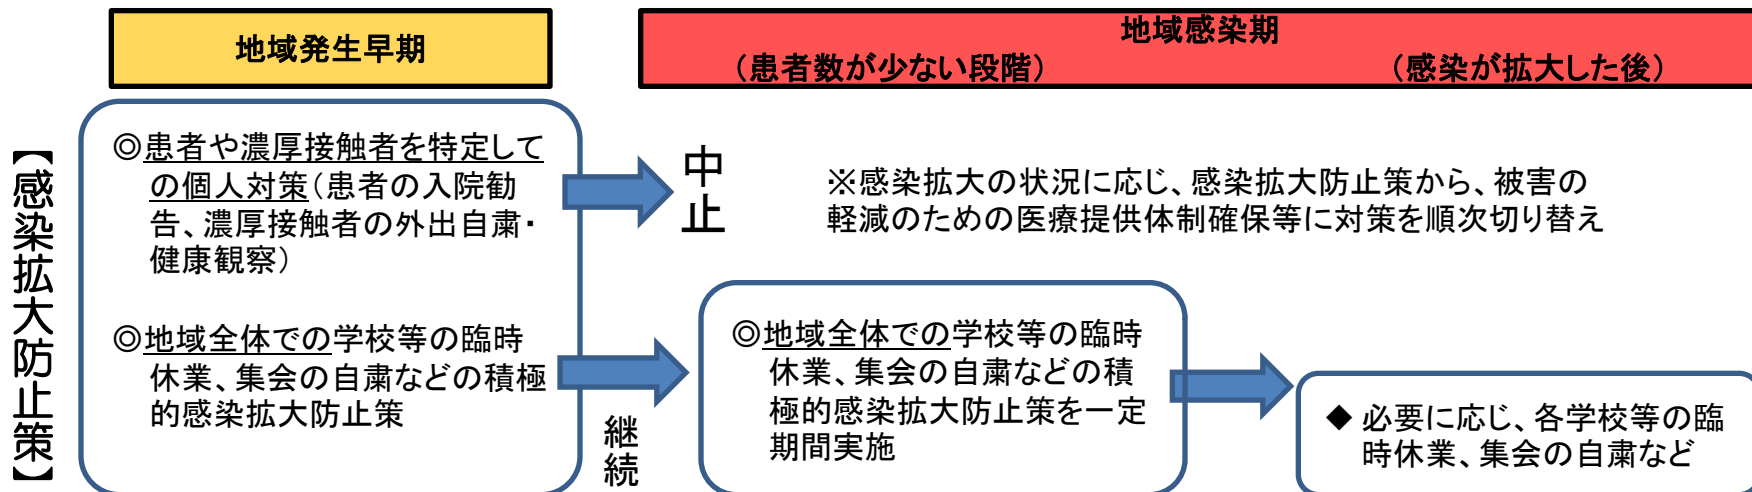 地域発生早期
地域感染期
（患者数が少ない段階）
（感染が拡大した後）
【感染拡大防止策】
◎患者や濃厚接触者を特定して
の個人対策（患者の入院勧
告、濃厚接触者の外出自粛・
健康観察）
中止
※感染拡大の状況に応じ、感染拡大防止策から、被害の
軽減のための医療提供体制確保等に対策を順次切り替え
◎地域全体での学校等の臨時
休業、集会の自粛などの積極
的感染拡大防止策
継続
◎地域全体での学校等の臨時
休業、集会の自粛などの積
極的感染拡大防止策を一定
期間実施
◆ 必要に応じ、各学校等の臨
時休業、集会の自粛など